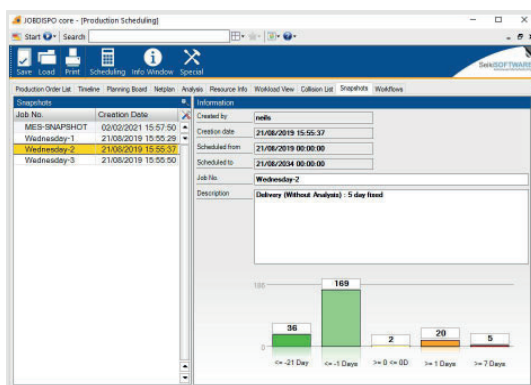 JOBDISPO core - [Production Scheduling]
Start Search
Save Load Print Scheduling Info Window Special
SeikiSOFTWARE
Production Order List Timeline Planning Board Netplan Analysis Resource Info Workload View Collision List Snapshots Workflows
Snapshots
Job No. Creation Date
MES-SNAPSHOT 02/02/2021 15:57:50
Wednesday-1 21/08/2019 15:55:29
Wednesday-2 21/08/2019 15:55:37
Wednesday-3 21/08/2019 15:55:50
Information
Created by neils
Creation date 21/08/2019 15:55:37
Scheduled from 21/08/2019 00:00:00
Scheduled to 21/08/2034 00:00:00
Job No. Wednesday-2
Description Delivery (Without Analysis) : 5 day fixed
186
169
36
2
20
5
0
<= -21 Day <= -1 Days >= 0 <= 0D >= 1 Days >= 7 Days